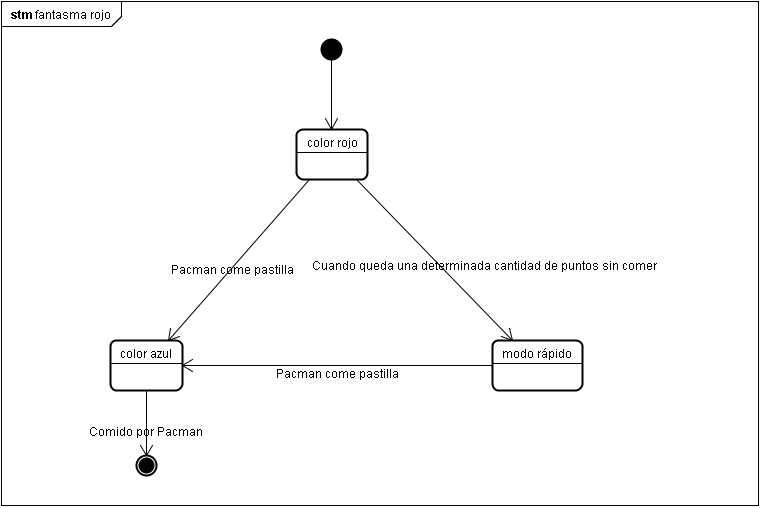 stm fantasma rojo
color rojo
Pacman come pastilla
Cuando queda una determinada cantidad de puntos sin comer
color azul
modo rápido
Pacman come pastilla
Comido por Pacman